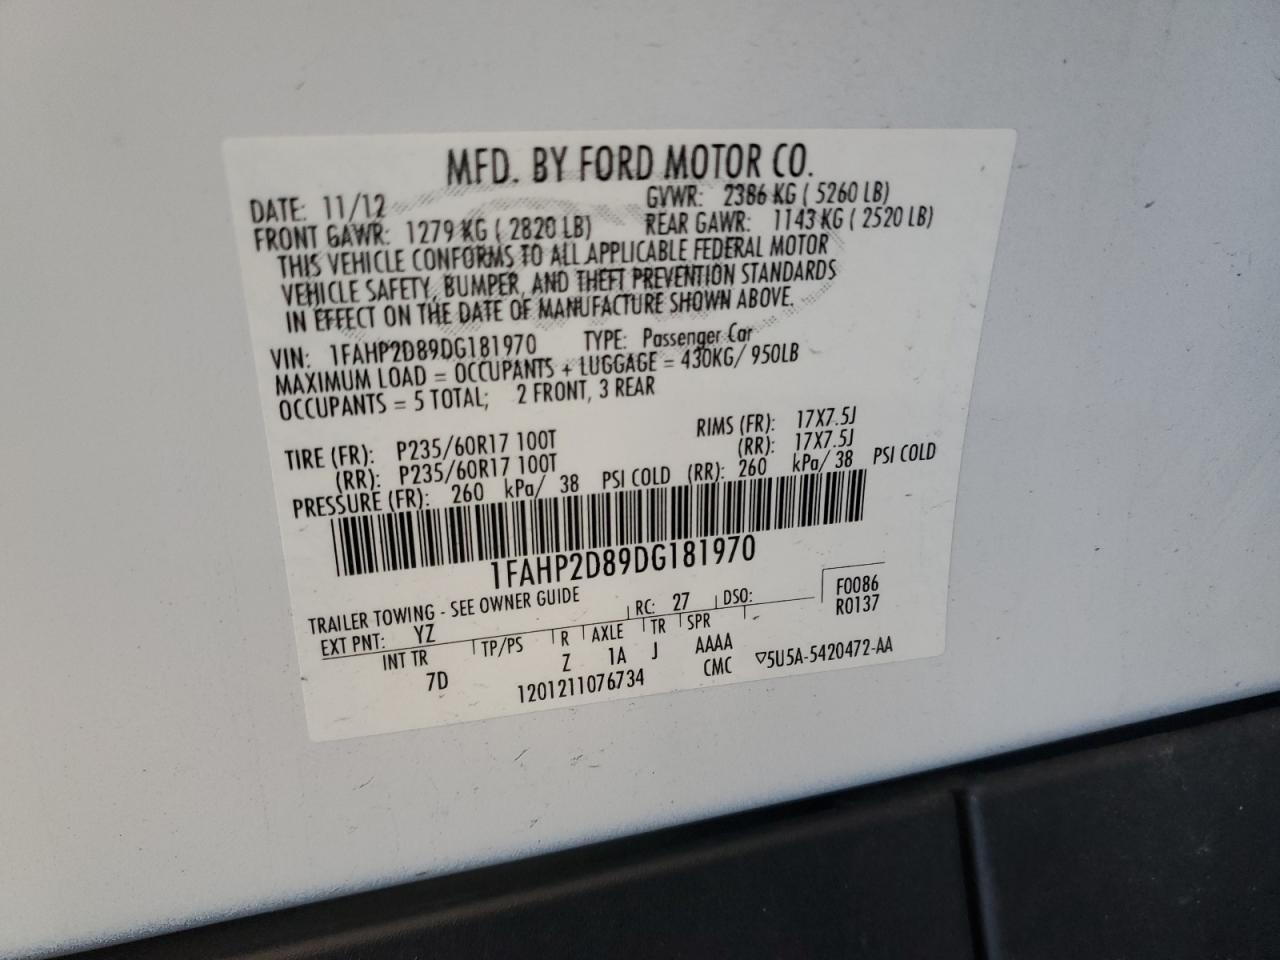 MFD. BY FORD MOTOR CO.
DATE: 11/12 GVWR: 2386 KG ( 5260 LB)
FRONT GAWR: 1279 KG ( 2820 LB) REAR GAWR: 1143 KG ( 2520 LB)
THIS VEHICLE CONFORMS TO ALL APPLICABLE FEDERAL MOTOR
VEHICLE SAFETY, BUMPER, AND THEFT PREVENTION STANDARDS
IN EFFECT ON THE DATE OF MANUFACTURE SHOWN ABOVE.
VIN: 1FAHP2D89DG181970 TYPE: Passenger Car
MAXIMUM LOAD = OCCUPANTS + LUGGAGE = 430KG/ 950LB
OCCUPANTS = 5 TOTAL; 2 FRONT, 3 REAR
TIRE (FR): P235/60R17 100T RIMS (FR): 17X7.5J
(RR): P235/60R17 100T (RR): 17X7.5J
PRESSURE (FR): 260 kPa/ 38 PSI COLD (RR): 260 kPa/ 38 PSI COLD
1FAHP2D89DG181970
TRAILER TOWING - SEE OWNER GUIDE
EXT PNT: YZ RC: 27 DSO: F0086
R0137
INT TR TP/PS R AXLE TR SPR
7D Z 1A J AAAA
1201211076734 CMC ▽5U5A-5420472-AA